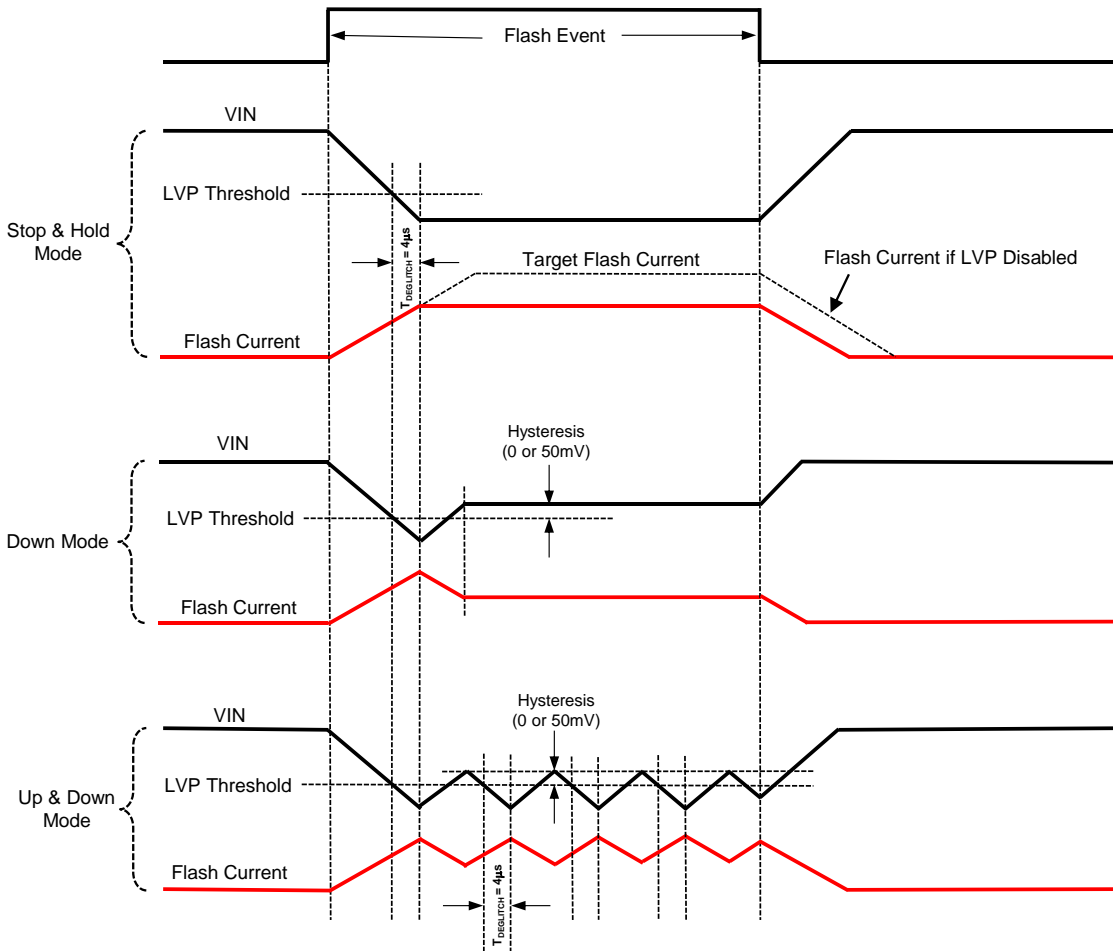 Flash Event
VIN
LVP Threshold
Stop & Hold
Mode
TDEGLITCH = 4µs
Target Flash Current
Flash Current if LVP Disabled
Flash Current
VIN
Hysteresis
(0 or 50mV)
LVP Threshold
Down Mode
Flash Current
VIN
Hysteresis
(0 or 50mV)
LVP Threshold
Up & Down
Mode
Flash Current
TDEGLITCH = 4µs